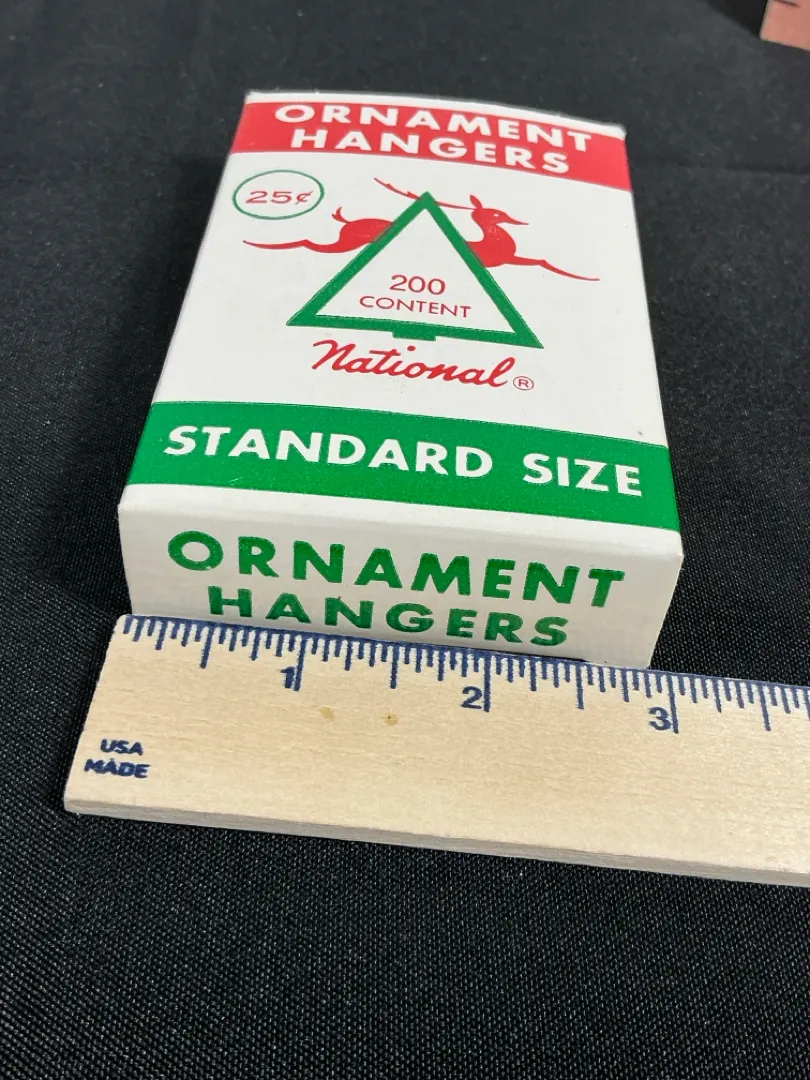 ORNAMENT
HANGERS
25¢
200
CONTENT
National®
STANDARD SIZE
ORNAMENT
HANGERS
1 2 3
USA
MADE